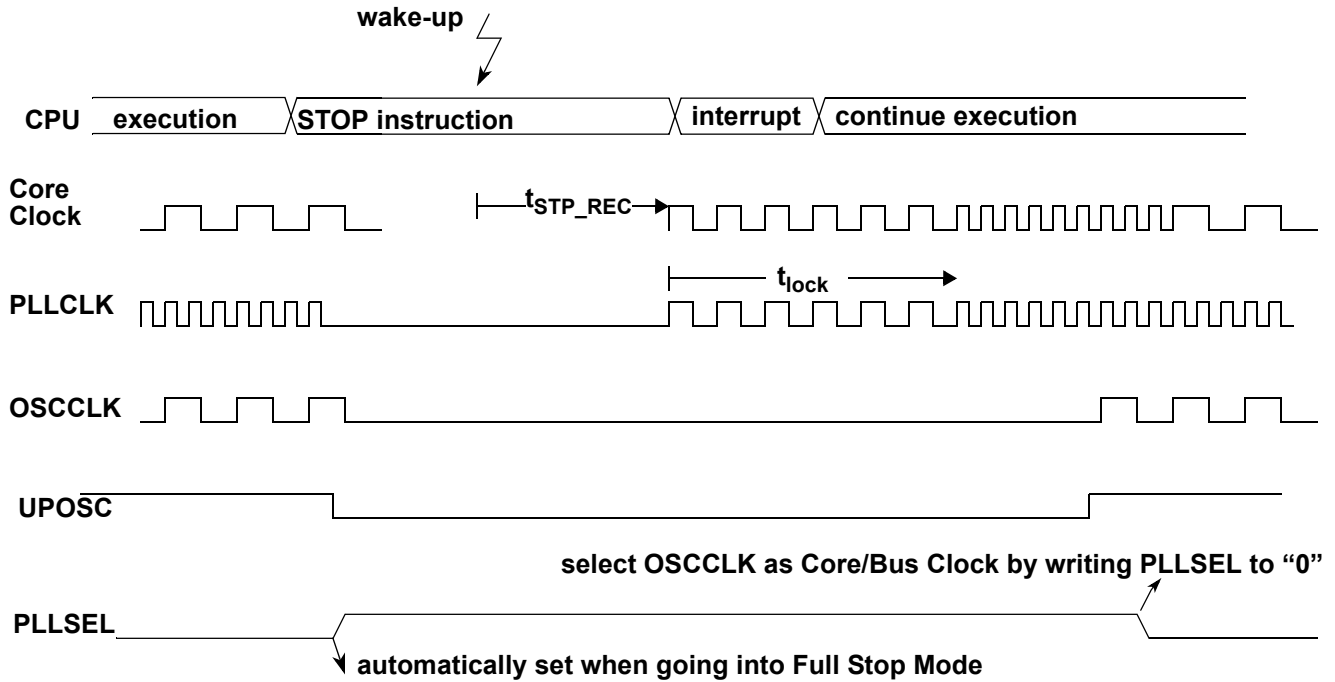 wake-up
CPU execution STOP instruction interrupt continue execution
Core
Clock
tSTP_REC
tlock
PLLCLK
OSCCLK
UPOSC
select OSCCLK as Core/Bus Clock by writing PLLSEL to “0”
PLLSEL
automatically set when going into Full Stop Mode